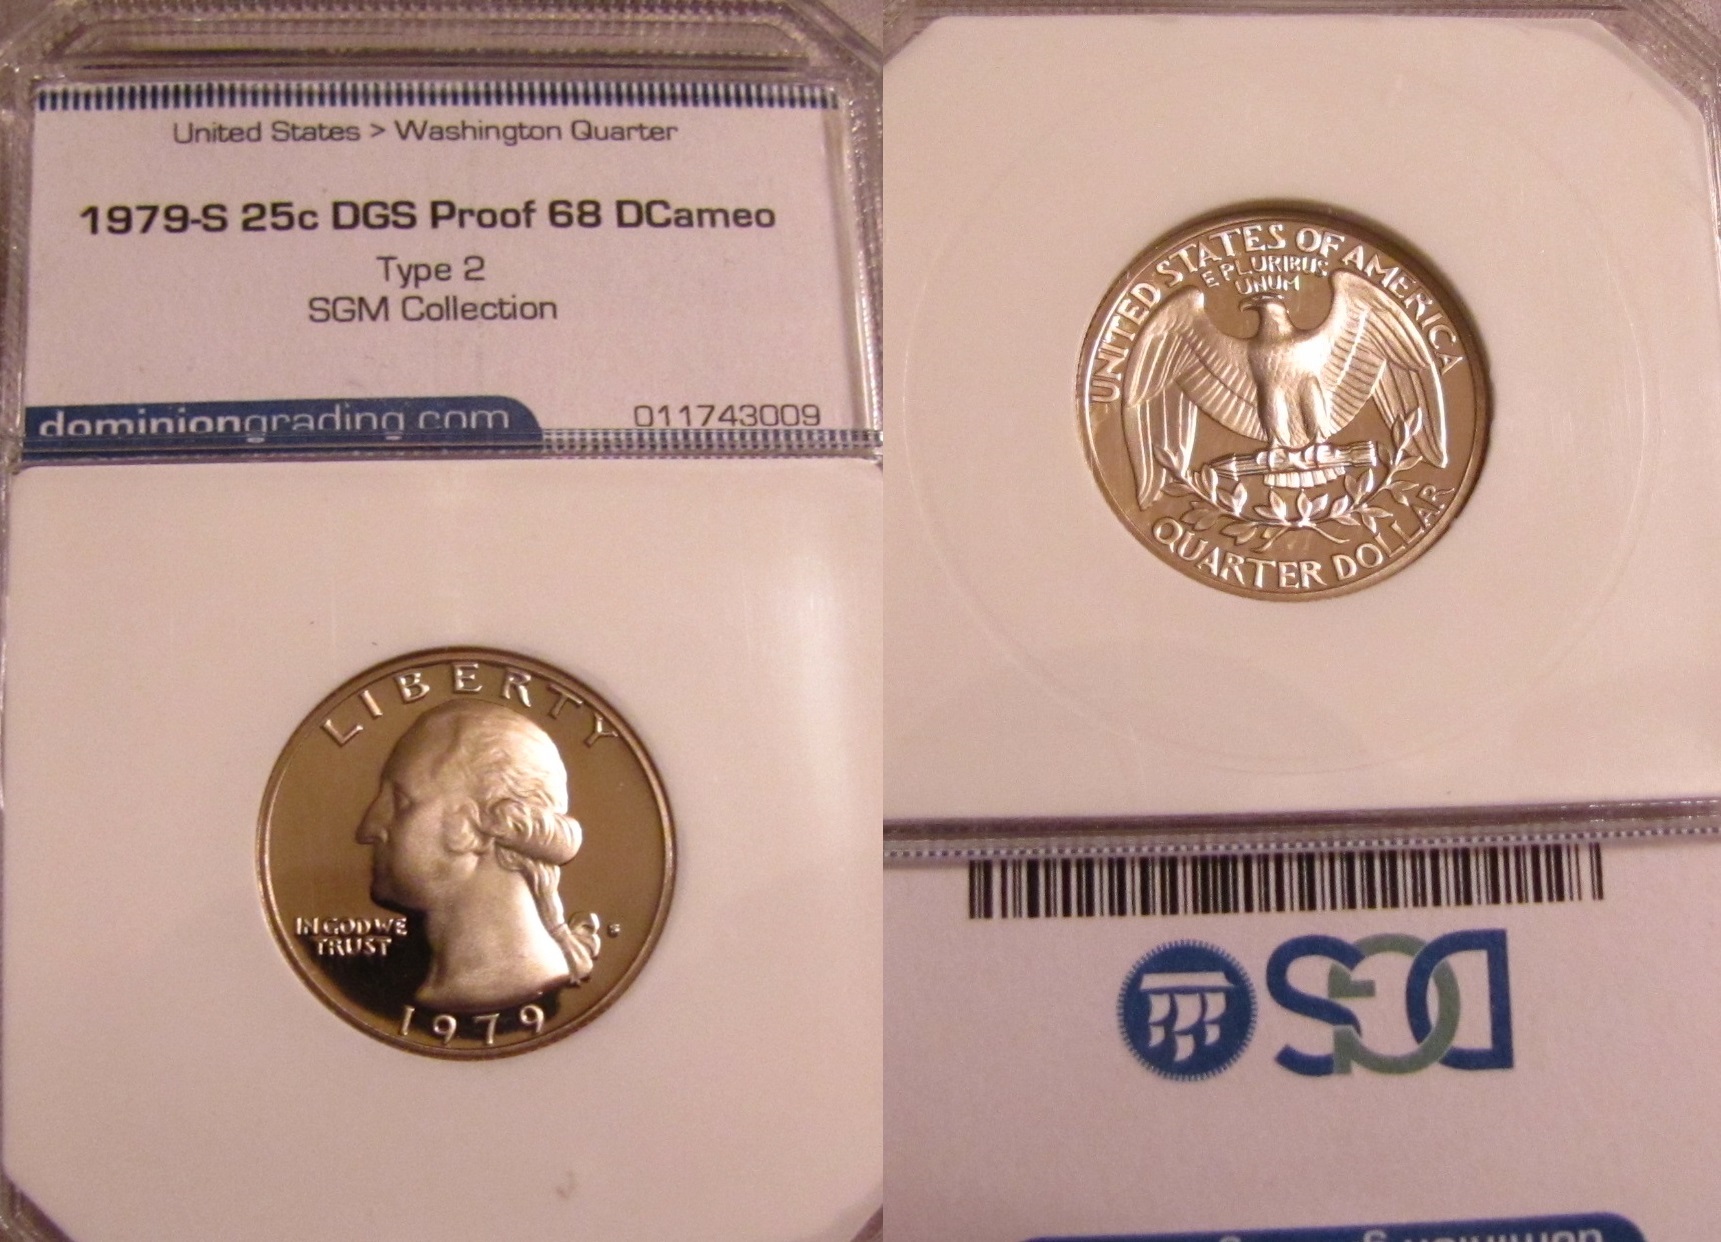 United States > Washington Quarter
1979-S 25c DGS Proof 68 DCameo
Type 2
SGM Collection
dominiongrading.com
011743009
LIBERTY
IN GOD WE
TRUST
S
1979
UNITED STATES OF AMERICA
E PLURIBUS
UNUM
QUARTER DOLLAR
DGS